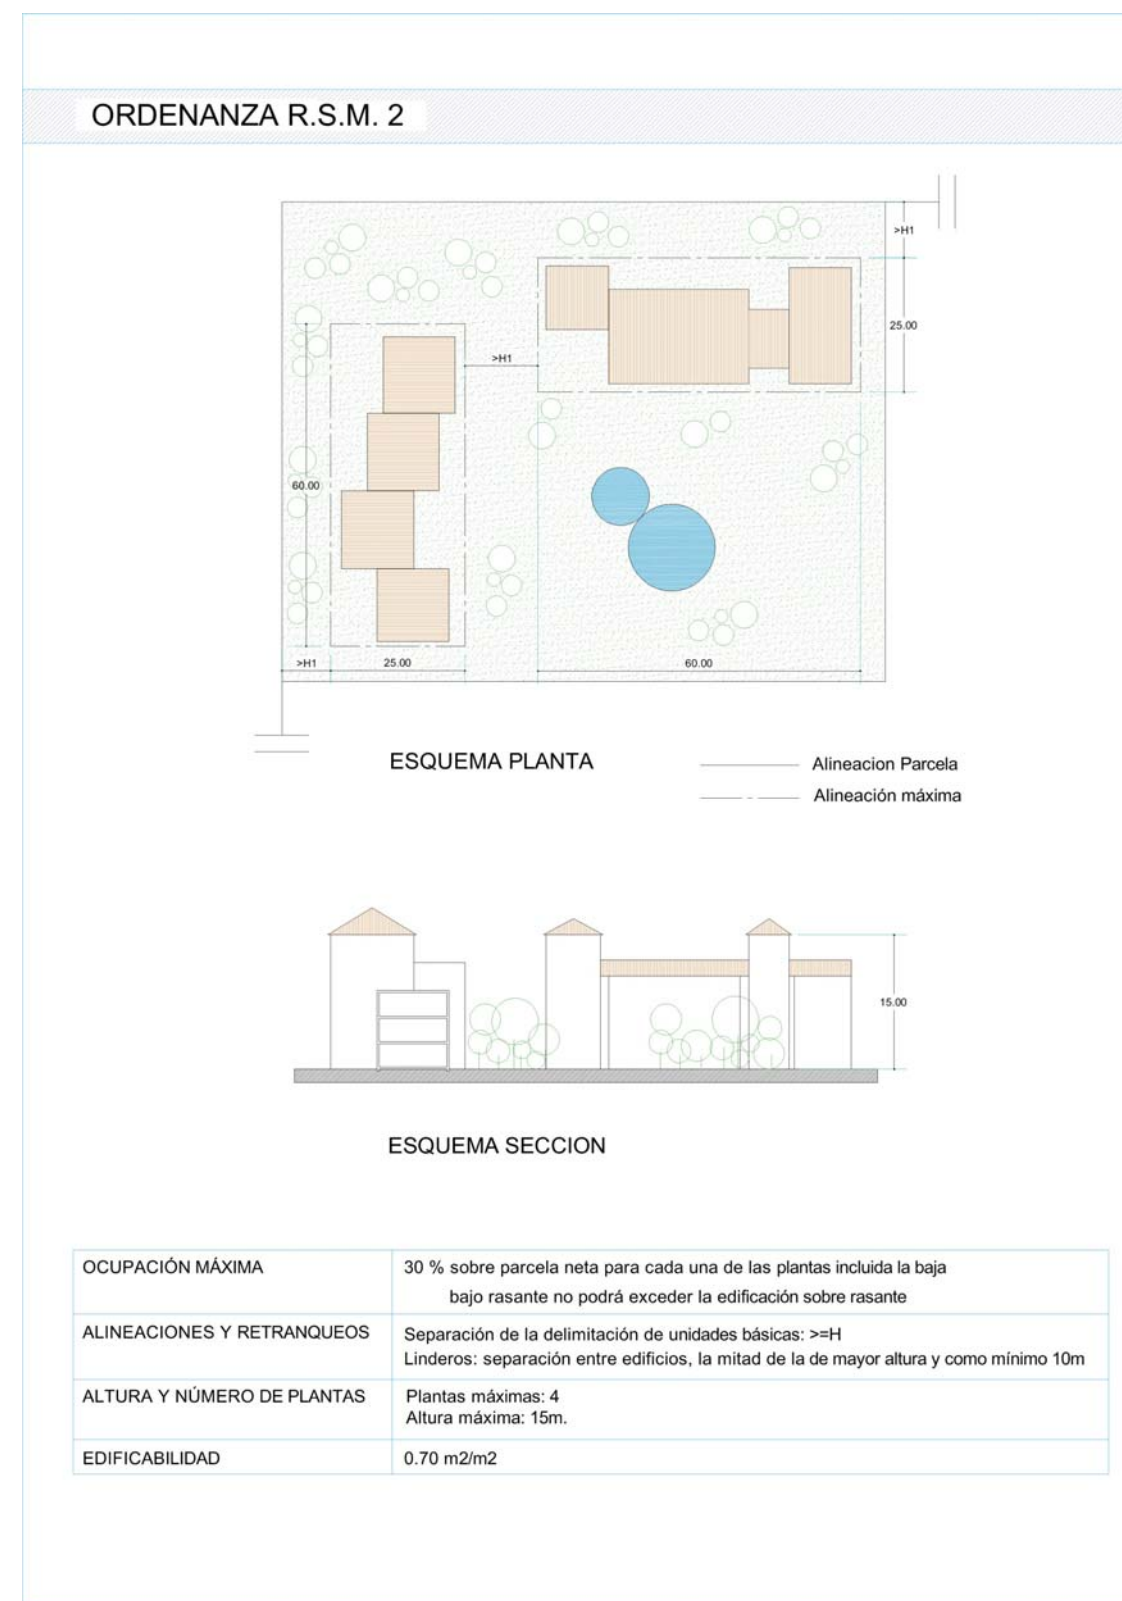 ORDENANZA R.S.M. 2
>H1
25.00
>H1
60.00
>H1
25.00
60.00
ESQUEMA PLANTA
Alineacion Parcela
Alineación máxima
15.00
ESQUEMA SECCION
OCUPACIÓN MÁXIMA
30 % sobre parcela neta para cada una de las plantas incluida la baja
bajo rasante no podrá exceder la edificación sobre rasante
ALINEACIONES Y RETRANQUEOS
Separación de la delimitación de unidades básicas: >=H
Linderos: separación entre edificios, la mitad de la de mayor altura y como mínimo 10m
ALTURA Y NÚMERO DE PLANTAS
Plantas máximas: 4
Altura máxima: 15m.
EDIFICABILIDAD
0.70 m2/m2